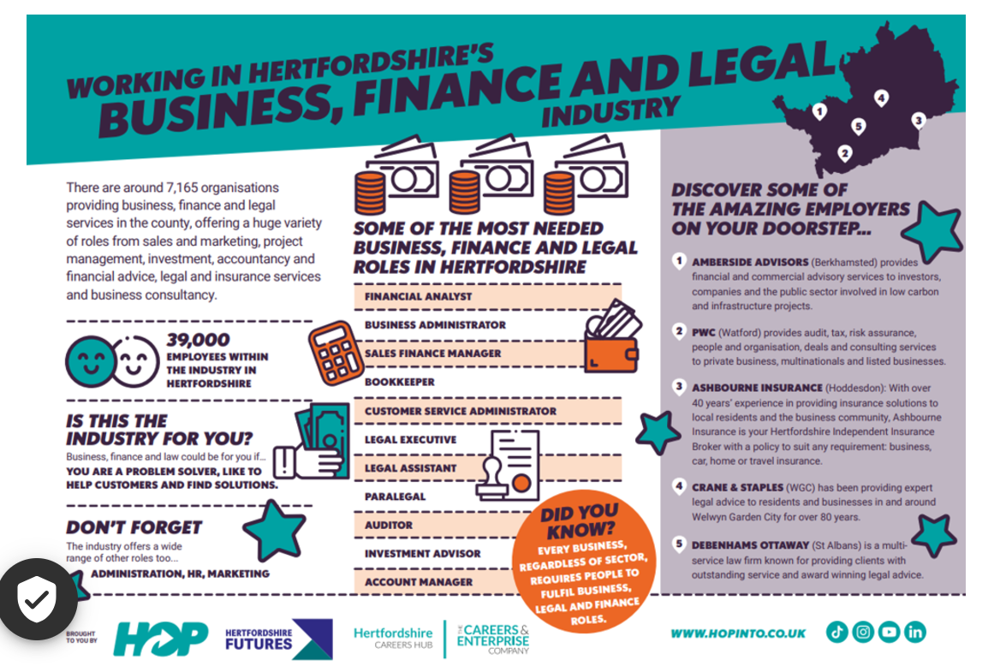 WORKING IN HERTFORDSHIRE'S
BUSINESS, FINANCE AND LEGAL
INDUSTRY
There are around 7,165 organisations
providing business, finance and legal
services in the county, offering a huge variety
of roles from sales and marketing, project
management, investment, accountancy and
financial advice, legal and insurance services
and business consultancy.
39,000
EMPLOYEES WITHIN
THE INDUSTRY IN
HERTFORDSHIRE
IS THIS THE
INDUSTRY FOR YOU?
Business, finance and law could be for you if...
YOU ARE A PROBLEM SOLVER, LIKE TO
HELP CUSTOMERS AND FIND SOLUTIONS.
DON'T FORGET
The industry offers a wide
range of other roles too...
ADMINISTRATION, HR, MARKETING
SOME OF THE MOST NEEDED
BUSINESS, FINANCE AND LEGAL
ROLES IN HERTFORDSHIRE
FINANCIAL ANALYST
BUSINESS ADMINISTRATOR
SALES FINANCE MANAGER
BOOKKEEPER
CUSTOMER SERVICE ADMINISTRATOR
LEGAL EXECUTIVE
LEGAL ASSISTANT
PARALEGAL
AUDITOR
INVESTMENT ADVISOR
ACCOUNT MANAGER
DID YOU
KNOW?
EVERY BUSINESS,
REGARDLESS OF SECTOR,
REQUIRES PEOPLE TO
FULFIL BUSINESS,
LEGAL AND FINANCE
ROLES.
1
4
5
3
2
DISCOVER SOME OF
THE AMAZING EMPLOYERS
ON YOUR DOORSTEP...
1 AMBERSIDE ADVISORS (Berkhamsted) provides
financial and commercial advisory services to investors,
companies and the public sector involved in low carbon
and infrastructure projects.
2 PWC (Watford) provides audit, tax, risk assurance,
people and organisation, deals and consulting services
to private business, multinationals and listed businesses.
3 ASHBOURNE INSURANCE (Hoddesdon): With over
40 years' experience in providing insurance solutions to
local residents and the business community, Ashbourne
Insurance is your Hertfordshire Independent Insurance
Broker with a policy to suit any requirement: business,
car, home or travel insurance.
4 CRANE & STAPLES (WGC) has been providing expert
legal advice to residents and businesses in and around
Welwyn Garden City for over 80 years.
5 DEBENHAMS OTTAWAY (St Albans) is a multi-
service law firm known for providing clients with
outstanding service and award winning legal advice.
BROUGHT
TO YOU BY
HOP
HERTFORDSHIRE
FUTURES
Hertfordshire
CAREERS HUB
THE CAREERS &
ENTERPRISE
COMPANY
WWW.HOPINTO.CO.UK